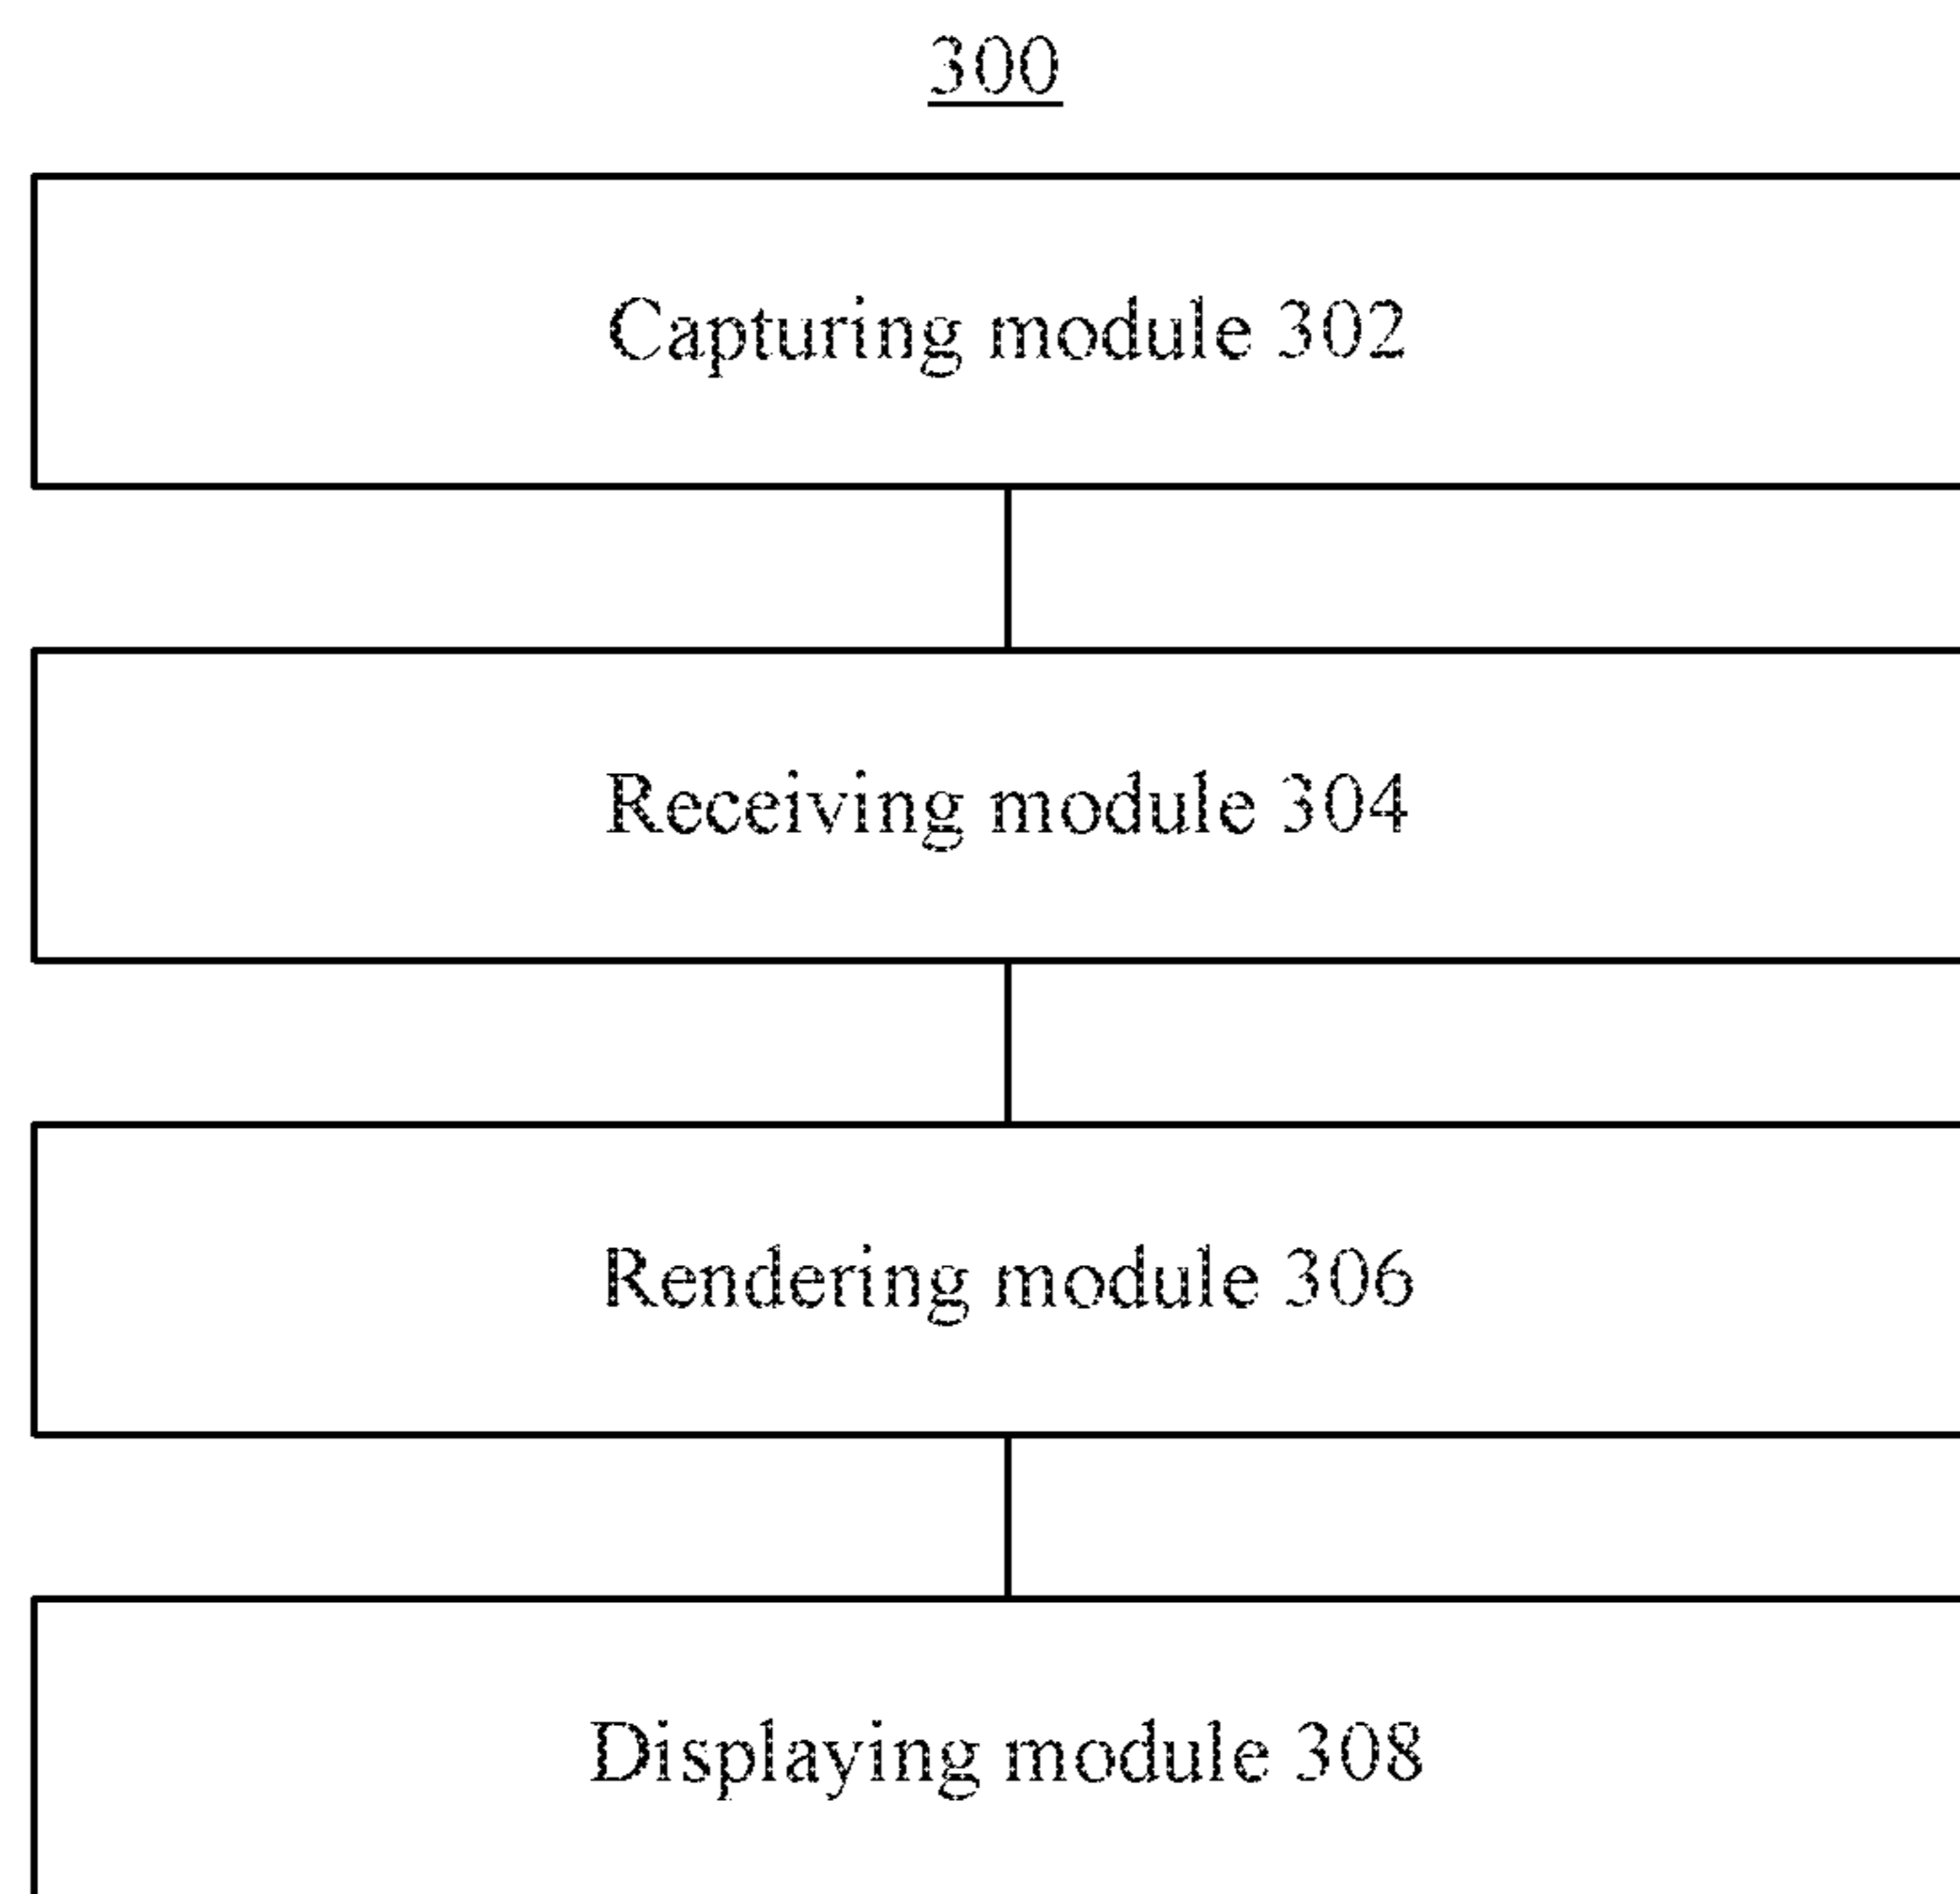 300
Capturing module 302
Receiving module 304
Rendering module 306
Displaying module 308